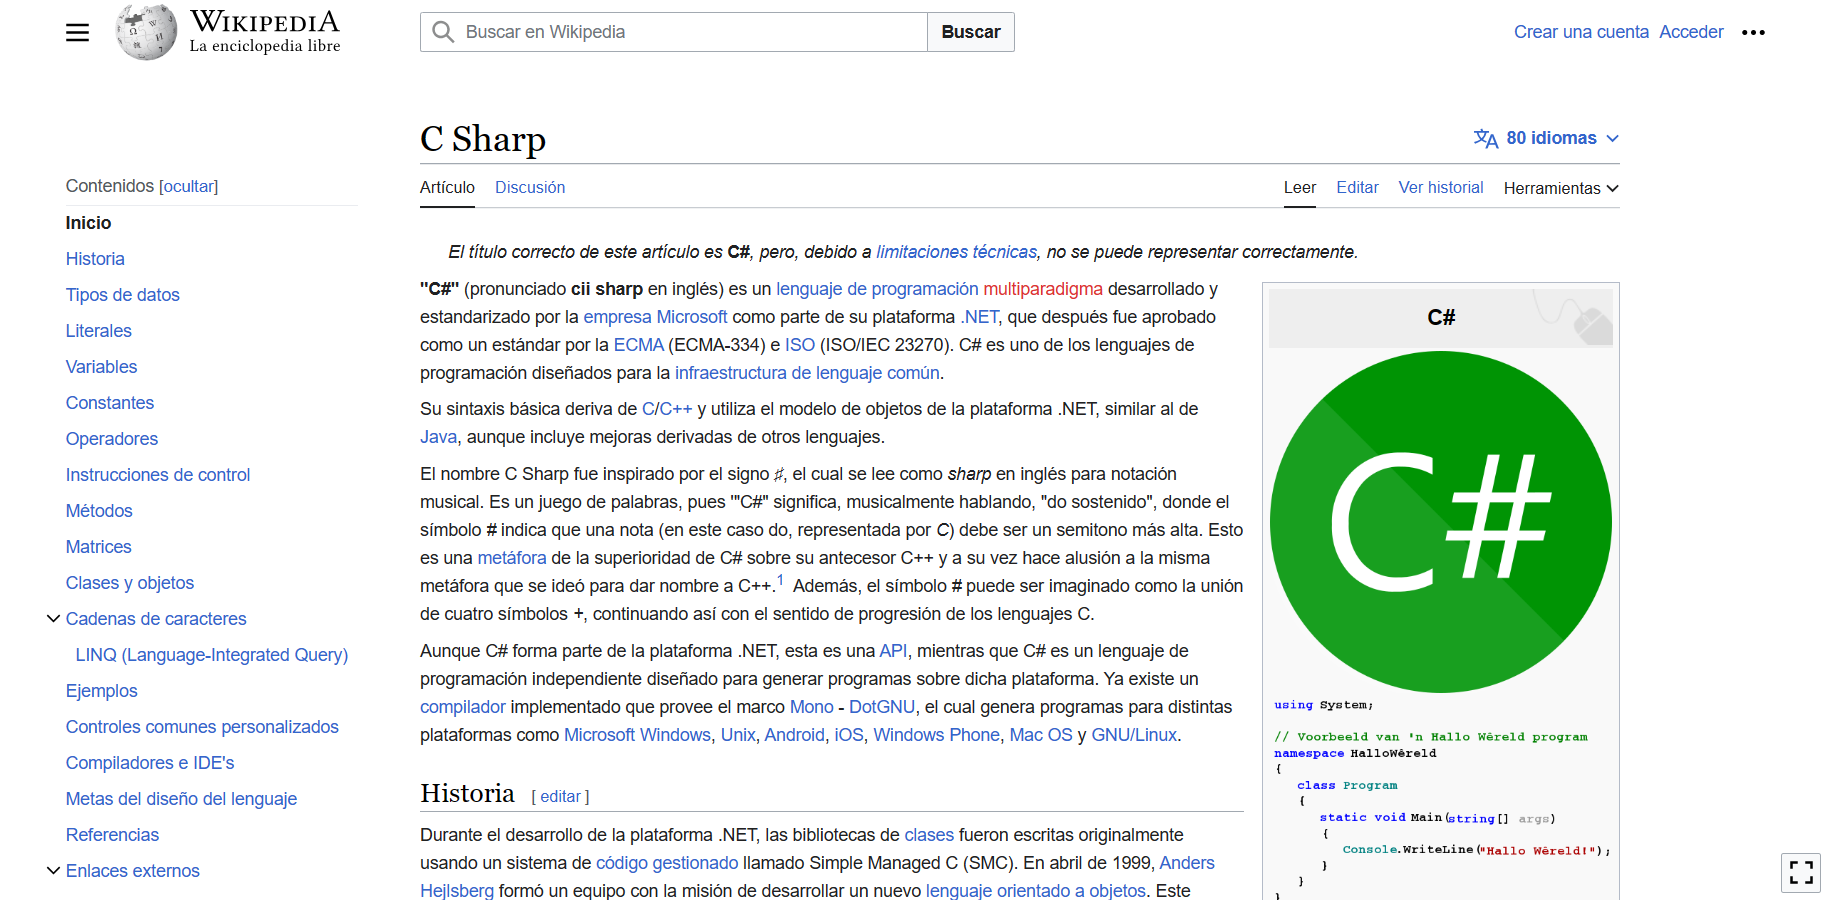 WIKIPEDIA
La enciclopedia libre
Buscar en Wikipedia
Buscar
Crear una cuenta Acceder
C Sharp
80 idiomas
Artículo Discusión
Leer Editar Ver historial Herramientas
Contenidos [ocultar]
Inicio
Historia
Tipos de datos
Literales
Variables
Constantes
Operadores
Instrucciones de control
Métodos
Matrices
Clases y objetos
Cadenas de caracteres
LINQ (Language-Integrated Query)
Ejemplos
Controles comunes personalizados
Compiladores e IDE's
Metas del diseño del lenguaje
Referencias
Enlaces externos
El título correcto de este artículo es C#, pero, debido a limitaciones técnicas, no se puede representar correctamente.
"C#" (pronunciado cii sharp en inglés) es un lenguaje de programación multiparadigma desarrollado y
estandarizado por la empresa Microsoft como parte de su plataforma .NET, que después fue aprobado
como un estándar por la ECMA (ECMA-334) e ISO (ISO/IEC 23270). C# es uno de los lenguajes de
programación diseñados para la infraestructura de lenguaje común.
Su sintaxis básica deriva de C/C++ y utiliza el modelo de objetos de la plataforma .NET, similar al de
Java, aunque incluye mejoras derivadas de otros lenguajes.
El nombre C Sharp fue inspirado por el signo ♯, el cual se lee como sharp en inglés para notación
musical. Es un juego de palabras, pues '"C#" significa, musicalmente hablando, "do sostenido", donde el
símbolo # indica que una nota (en este caso do, representada por C) debe ser un semitono más alta. Esto
es una metáfora de la superioridad de C# sobre su antecesor C++ y a su vez hace alusión a la misma
metáfora que se ideó para dar nombre a C++.1 Además, el símbolo # puede ser imaginado como la unión
de cuatro símbolos +, continuando así con el sentido de progresión de los lenguajes C.
Aunque C# forma parte de la plataforma .NET, esta es una API, mientras que C# es un lenguaje de
programación independiente diseñado para generar programas sobre dicha plataforma. Ya existe un
compilador implementado que provee el marco Mono - DotGNU, el cual genera programas para distintas
plataformas como Microsoft Windows, Unix, Android, iOS, Windows Phone, Mac OS y GNU/Linux.
Historia [ editar ]
Durante el desarrollo de la plataforma .NET, las bibliotecas de clases fueron escritas originalmente
usando un sistema de código gestionado llamado Simple Managed C (SMC). En abril de 1999, Anders
Hejlsberg formó un equipo con la misión de desarrollar un nuevo lenguaje orientado a objetos. Este
C#
C#
using System;
// Voorbeeld van 'n Hallo Wêreld program
namespace HalloWêreld
{
class Program
{
static void Main(string[] args)
{
Console.WriteLine("Hallo Wêreld!");
}
}
}